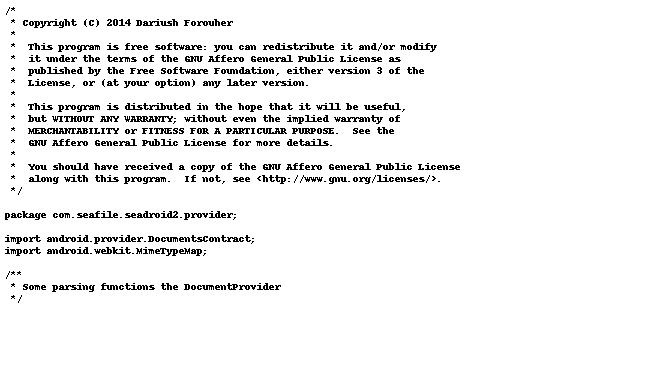 /*
 * Copyright (C) 2014 Dariush Forouher
 *
 *  This program is free software: you can redistribute it and/or modify
 *  it under the terms of the GNU Affero General Public License as
 *  published by the Free Software Foundation, either version 3 of the
 *  License, or (at your option) any later version.
 *
 *  This program is distributed in the hope that it will be useful,
 *  but WITHOUT ANY WARRANTY; without even the implied warranty of
 *  MERCHANTABILITY or FITNESS FOR A PARTICULAR PURPOSE.  See the
 *  GNU Affero General Public License for more details.
 *
 *  You should have received a copy of the GNU Affero General Public License
 *  along with this program.  If not, see <http://www.gnu.org/licenses/>.
 */

package com.seafile.seadroid2.provider;

import android.provider.DocumentsContract;
import android.webkit.MimeTypeMap;

/**
 * Some parsing functions the DocumentProvider
 */